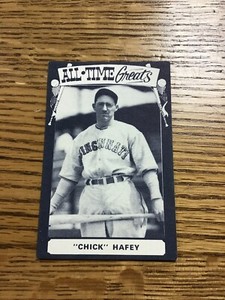 ALL-TIME Greats
CINCINNATI
"CHICK" HAFEY